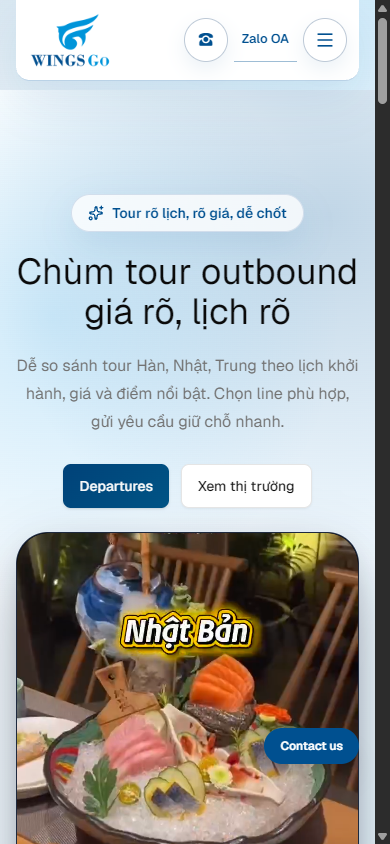 WINGS Go
Zalo OA
Tour rõ lịch, rõ giá, dễ chốt
Chùm tour outbound
giá rõ, lịch rõ
Dễ so sánh tour Hàn, Nhật, Trung theo lịch khởi
hành, giá và điểm nổi bật. Chọn line phù hợp,
gửi yêu cầu giữ chỗ nhanh.
Departures
Xem thị trường
Nhật Bản
Contact us